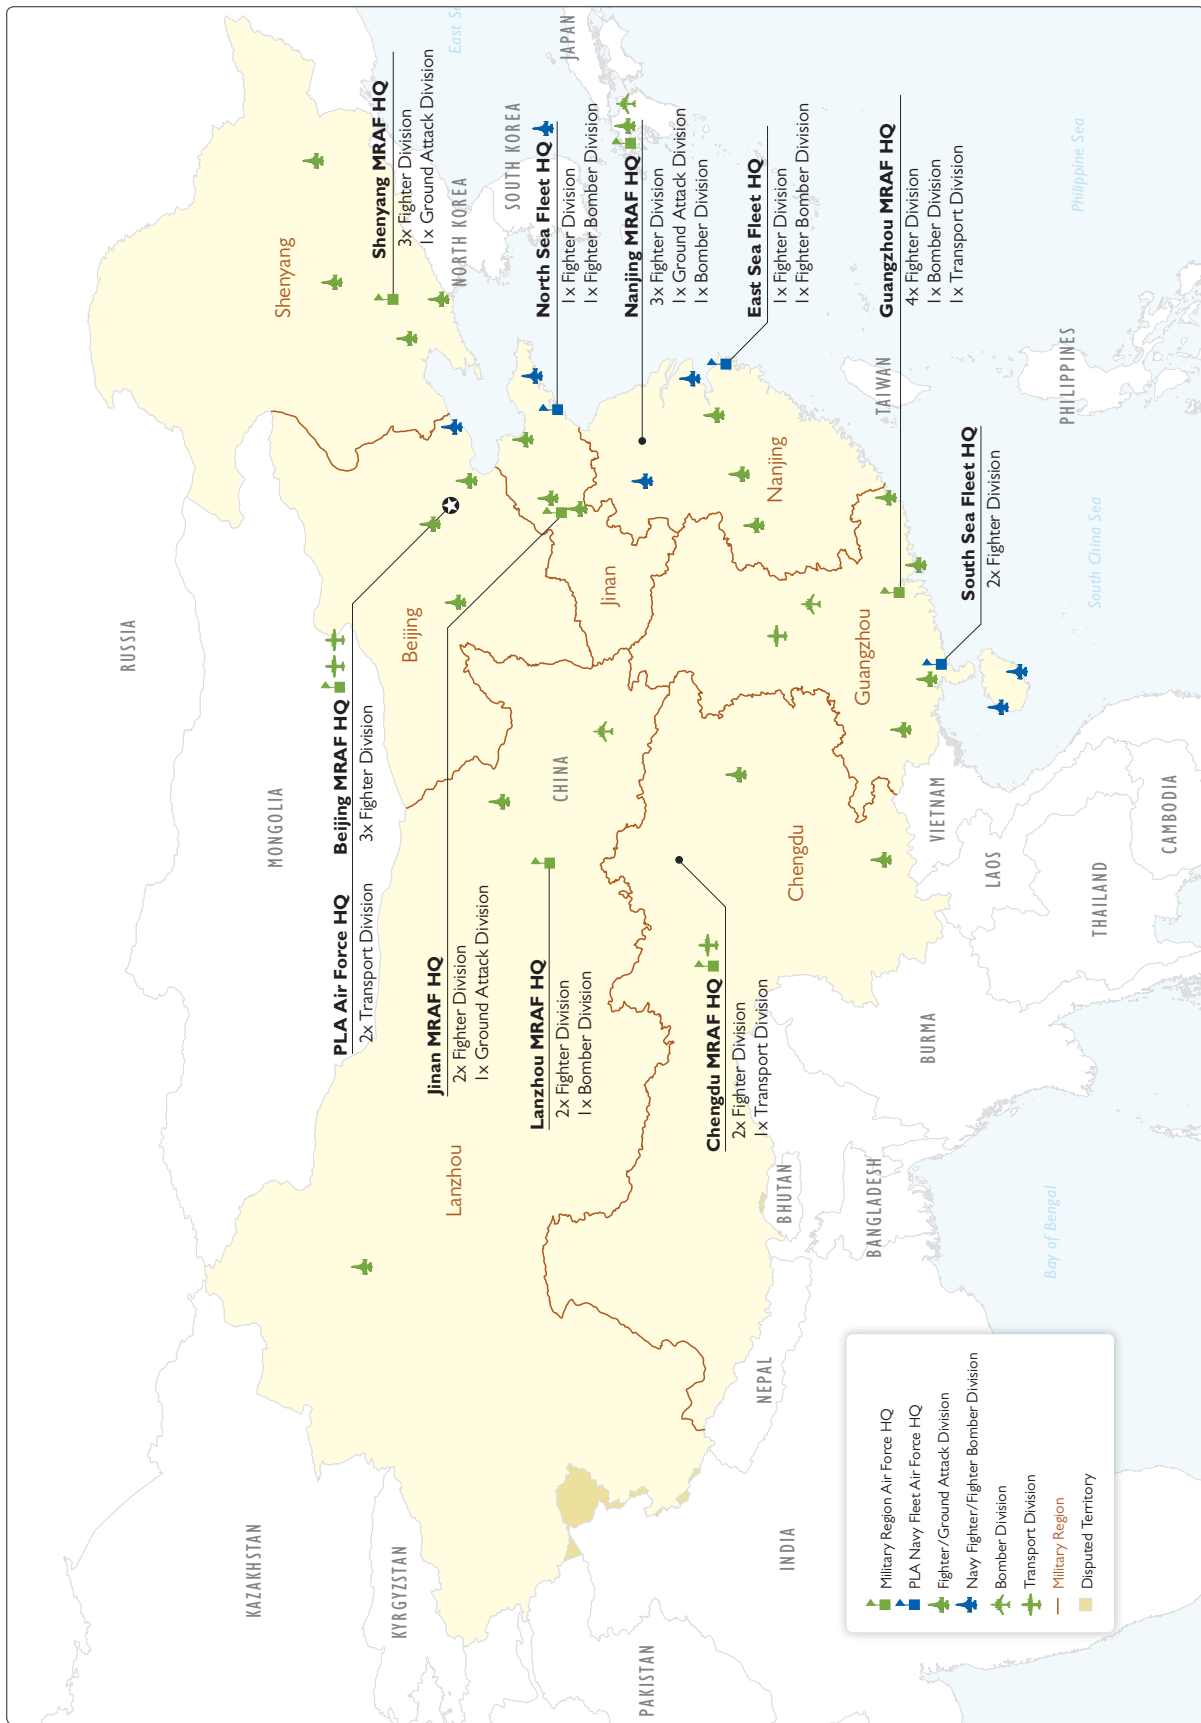 RUSSIA
MONGOLIA
KAZAKHSTAN
KYRGYZSTAN
PAKISTAN
INDIA
NEPAL
BHUTAN
BANGLADESH
BURMA
THAILAND
LAOS
VIETNAM
CAMBODIA
CHINA
NORTH KOREA
SOUTH KOREA
JAPAN
TAIWAN
PHILIPPINES
East Se
Philippine Sea
South China Sea
Bay of Bengal
Shenyang
Beijing
Jinan
Nanjing
Guangzhou
Chengdu
Lanzhou
PLA Air Force HQ
2x Transport Division
Beijing MRAF HQ
3x Fighter Division
Shenyang MRAF HQ
3x Fighter Division
1x Ground Attack Division
Jinan MRAF HQ
2x Fighter Division
1x Ground Attack Division
Lanzhou MRAF HQ
2x Fighter Division
1x Bomber Division
Chengdu MRAF HQ
2x Fighter Division
1x Transport Division
North Sea Fleet HQ
1x Fighter Division
1x Fighter Bomber Division
Nanjing MRAF HQ
3x Fighter Division
1x Ground Attack Division
1x Bomber Division
East Sea Fleet HQ
1x Fighter Division
1x Fighter Bomber Division
Guangzhou MRAF HQ
4x Fighter Division
1x Bomber Division
1x Transport Division
South Sea Fleet HQ
2x Fighter Division
Military Region Air Force HQ
PLA Navy Fleet Air Force HQ
Fighter/Ground Attack Division
Navy Fighter/Fighter Bomber Division
Bomber Division
Transport Division
Military Region
Disputed Territory